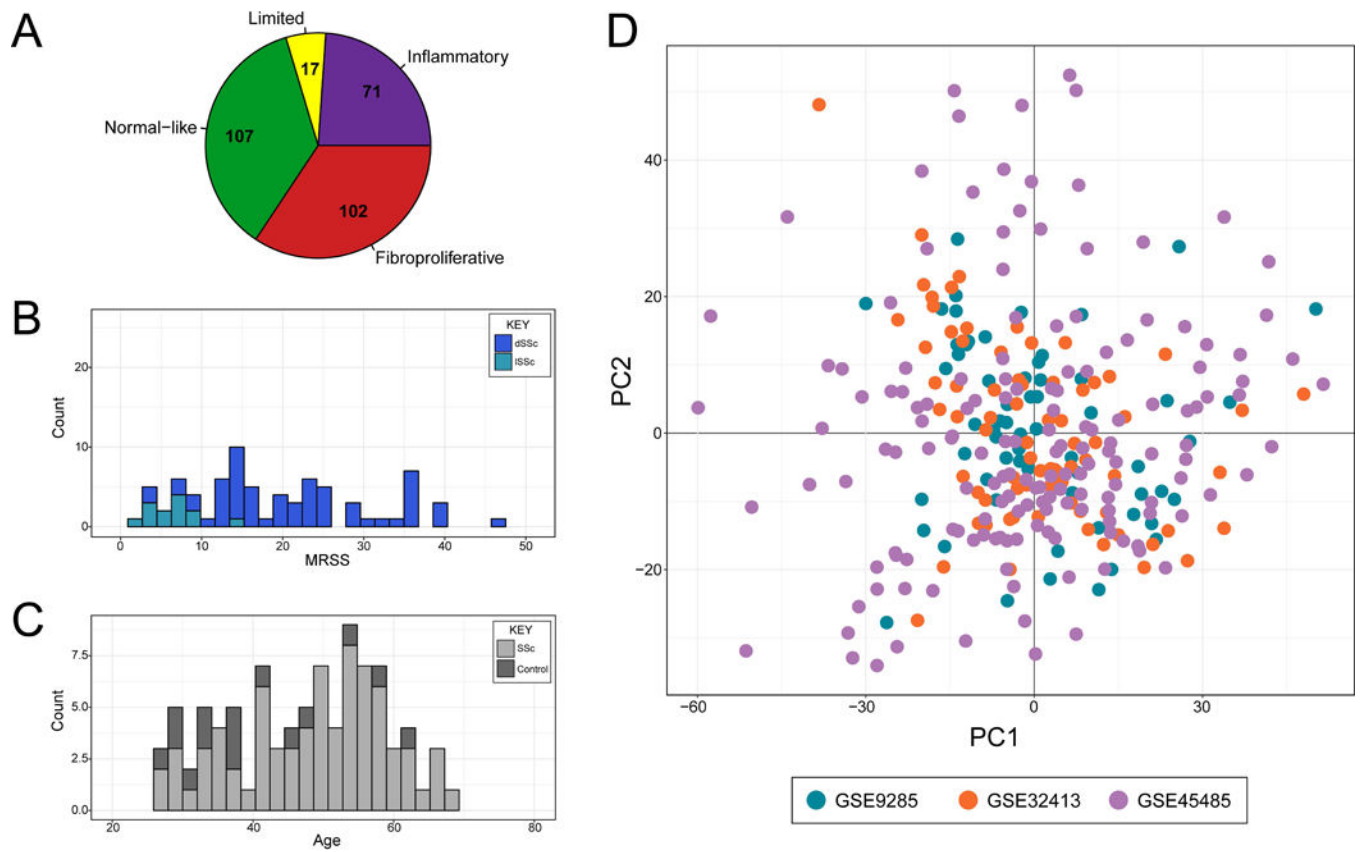 A
Limited
Inflammatory
17
71
Normal−like
107
102
Fibroproliferative
B
KEY
dSSc
lSSc
20
10
0
Count
0 10 20 30 40 50
MRSS
C
KEY
SSc
Control
7.5
5.0
2.5
0.0
Count
20 40 60 80
Age
D
40
20
0
−20
PC2
−60 −30 0 30
PC1
GSE9285 GSE32413 GSE45485